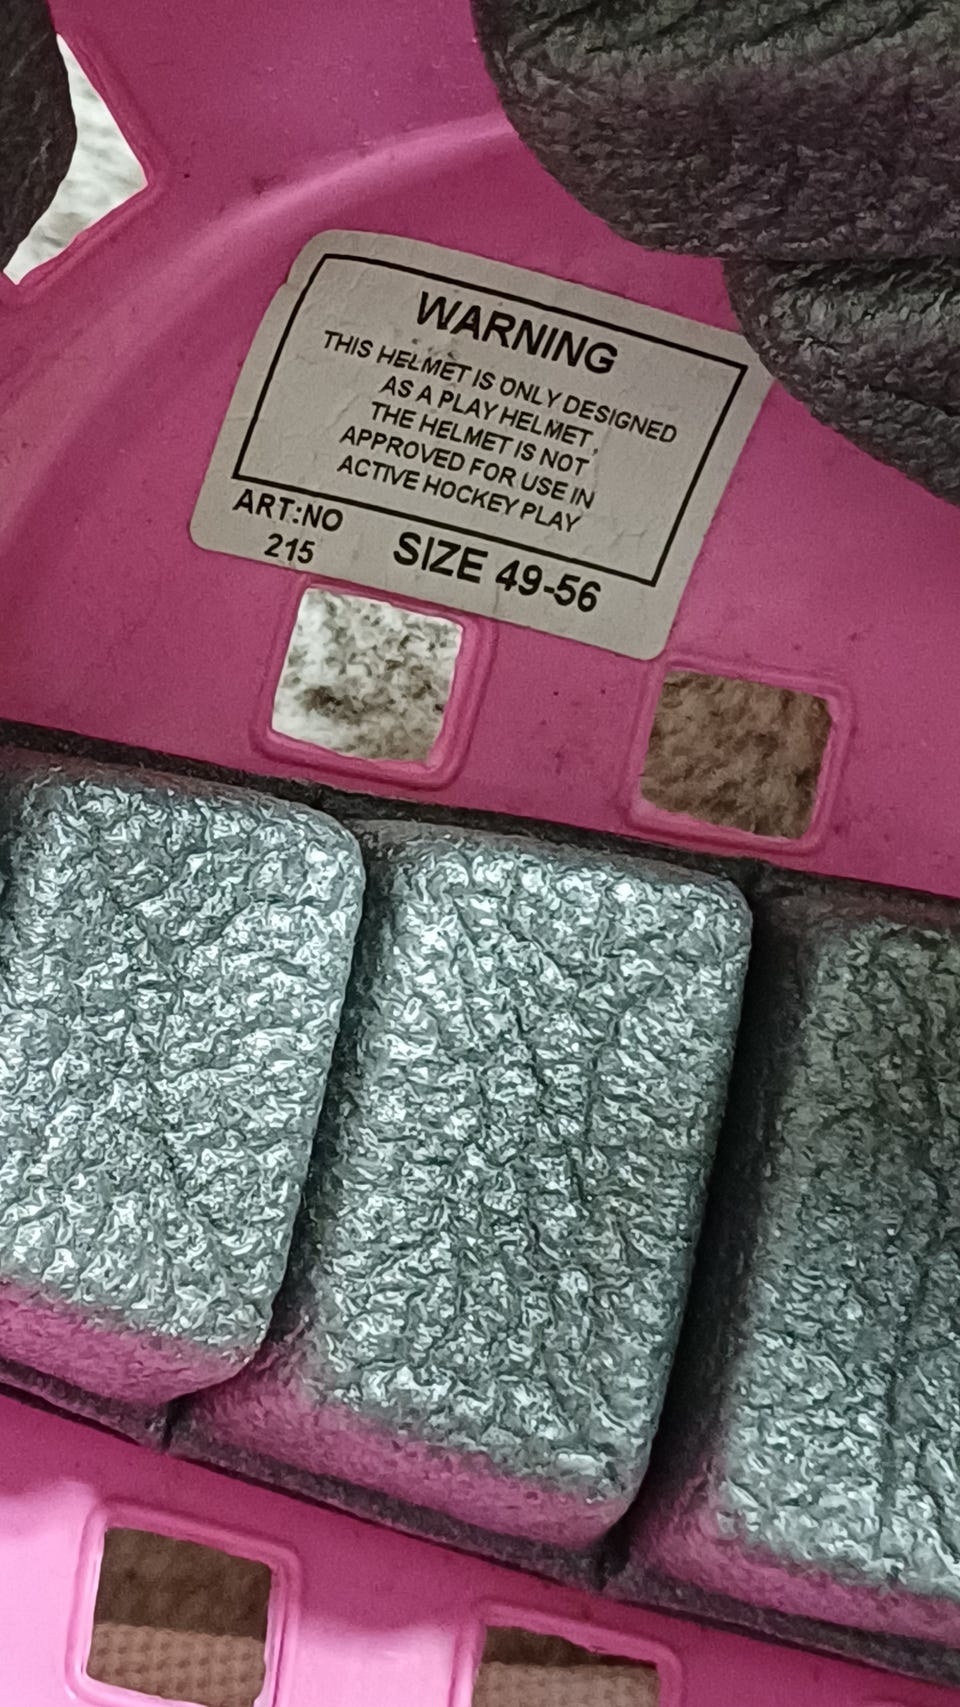 WARNING
THIS HELMET IS ONLY DESIGNED
AS A PLAY HELMET.
THE HELMET IS NOT
APPROVED FOR USE IN
ACTIVE HOCKEY PLAY
ART:NO
215
SIZE 49-56